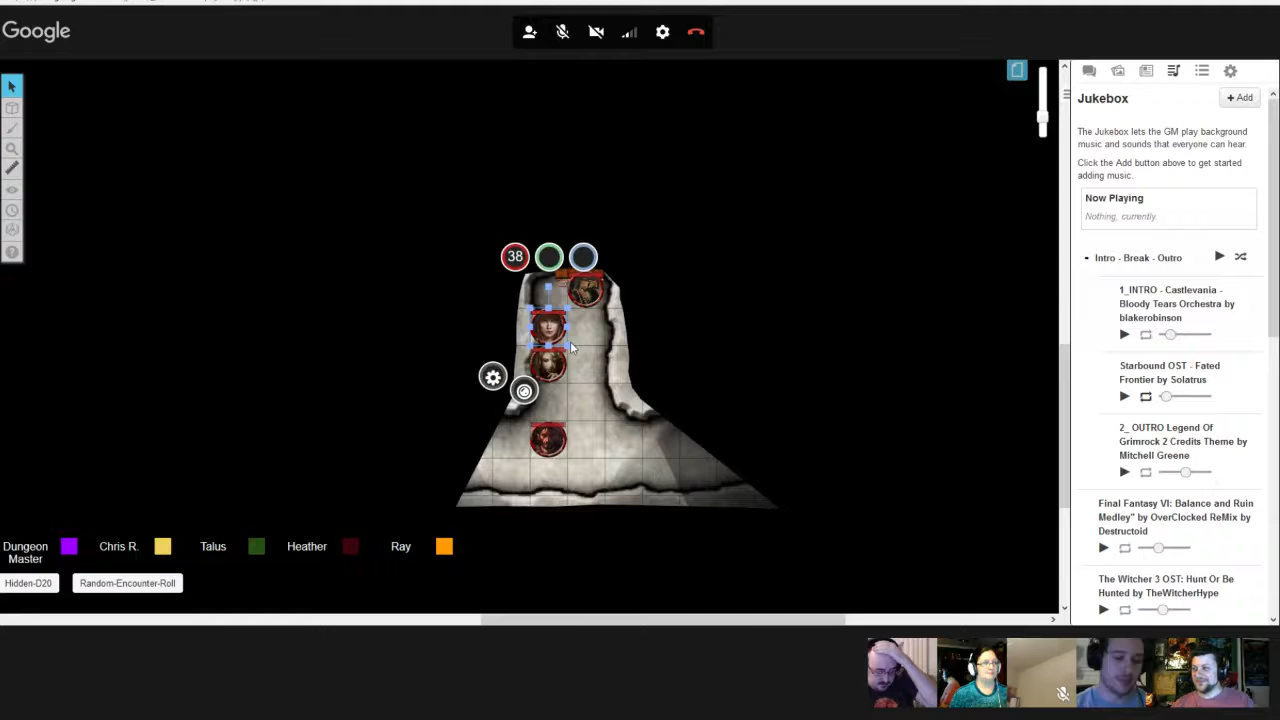 Google
Jukebox
+ Add
The Jukebox lets the GM play background
music and sounds that everyone can hear.
Click the Add button above to get started
adding music.
Now Playing
Nothing, currently.
38
Intro - Break - Outro
1_INTRO - Castlevania -
Bloody Tears Orchestra by
blakerobinson
Starbound OST - Fated
Frontier by Solatrus
2_ OUTRO Legend Of
Grimrock 2 Credits Theme by
Mitchell Greene
Final Fantasy VI: Balance and Ruin
Medley" by OverClocked ReMix by
Destructoid
The Witcher 3 OST: Hunt Or Be
Hunted by TheWitcherHype
Dungeon
Master
Chris R.
Talus
Heather
Ray
Hidden-D20
Random-Encounter-Roll